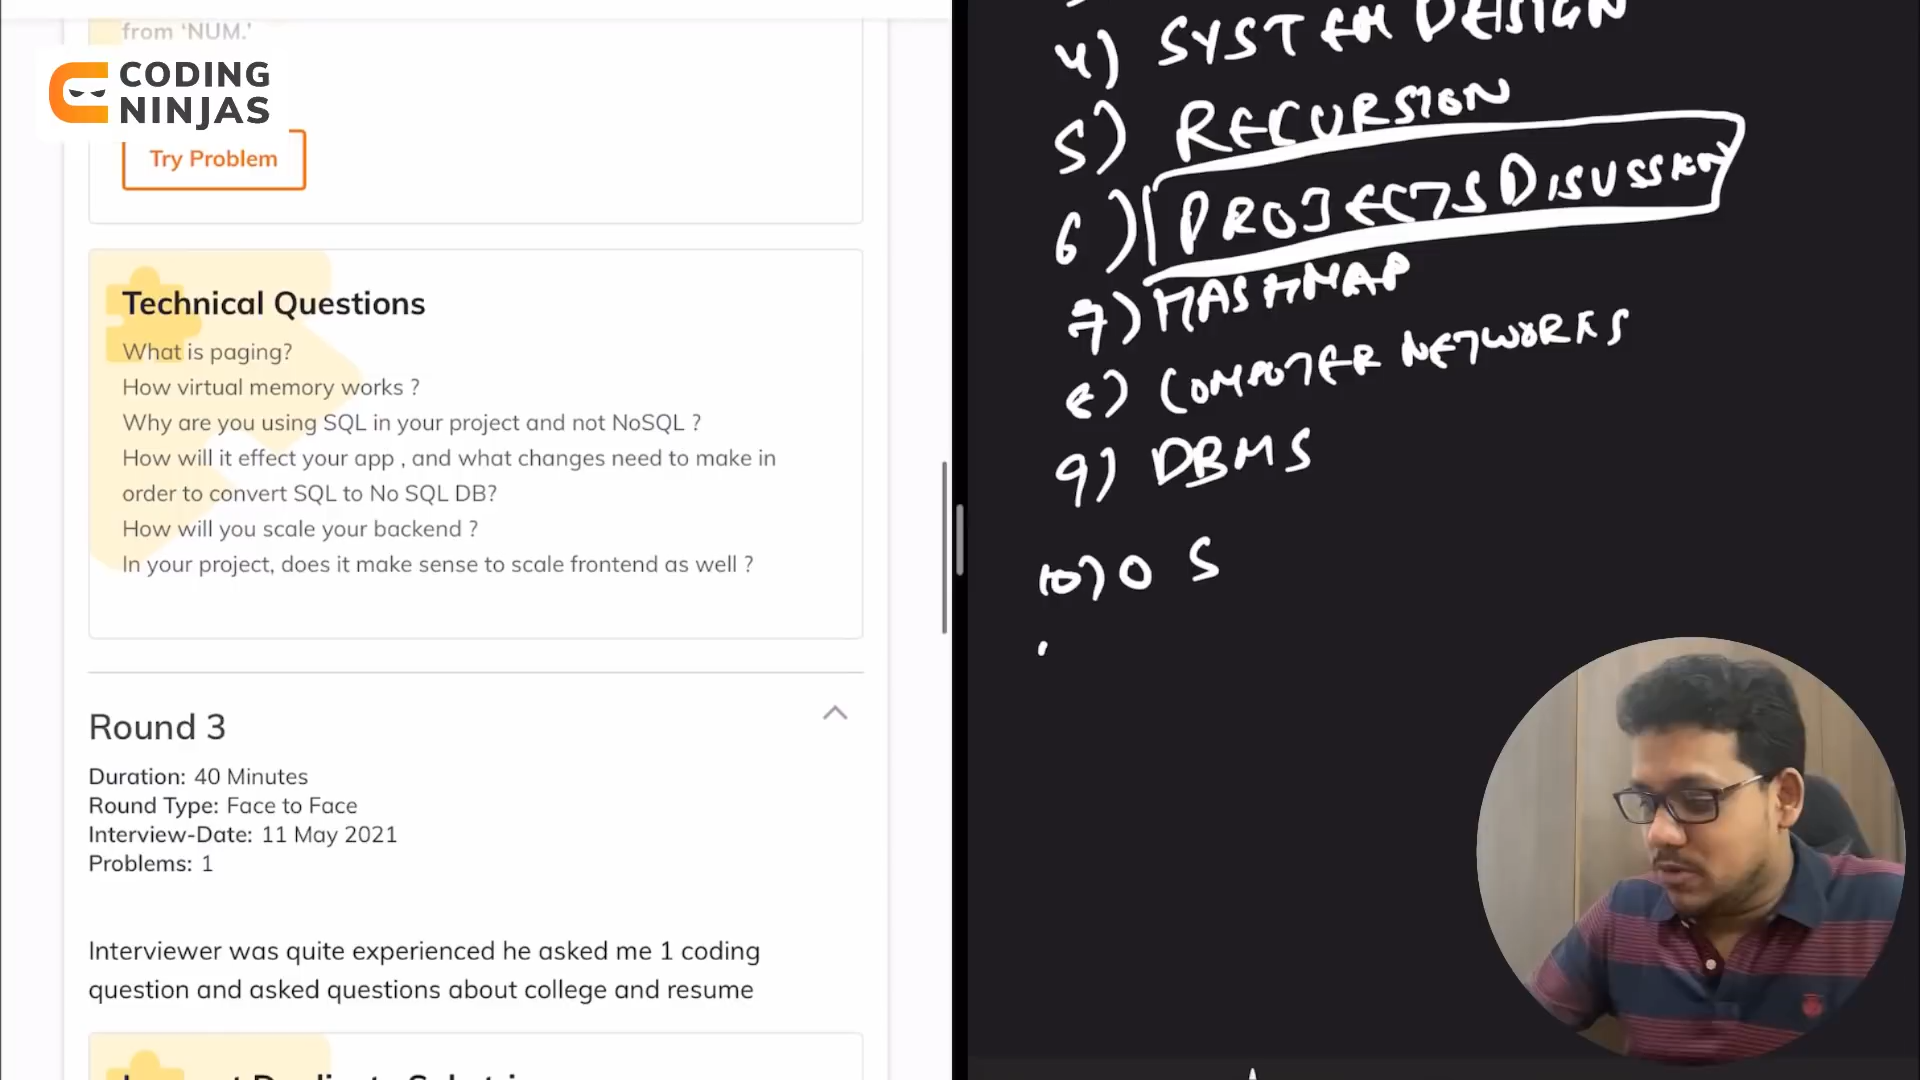 from ‘NUM.’
CODING
NINJAS
Try Problem
Technical Questions
What is paging?
How virtual memory works ?
Why are you using SQL in your project and not NoSQL ?
How will it effect your app , and what changes need to make in
order to convert SQL to No SQL DB?
How will you scale your backend ?
In your project, does it make sense to scale frontend as well ?
Round 3
Duration: 40 Minutes
Round Type: Face to Face
Interview-Date: 11 May 2021
Problems: 1
Interviewer was quite experienced he asked me 1 coding
question and asked questions about college and resume
4) SYSTEM DESIGN
5) RECURSION
6) PROJECTS DISUSSION
7) HASHMAP
8) COMPUTER NETWORKS
9) DBMS
10) O S